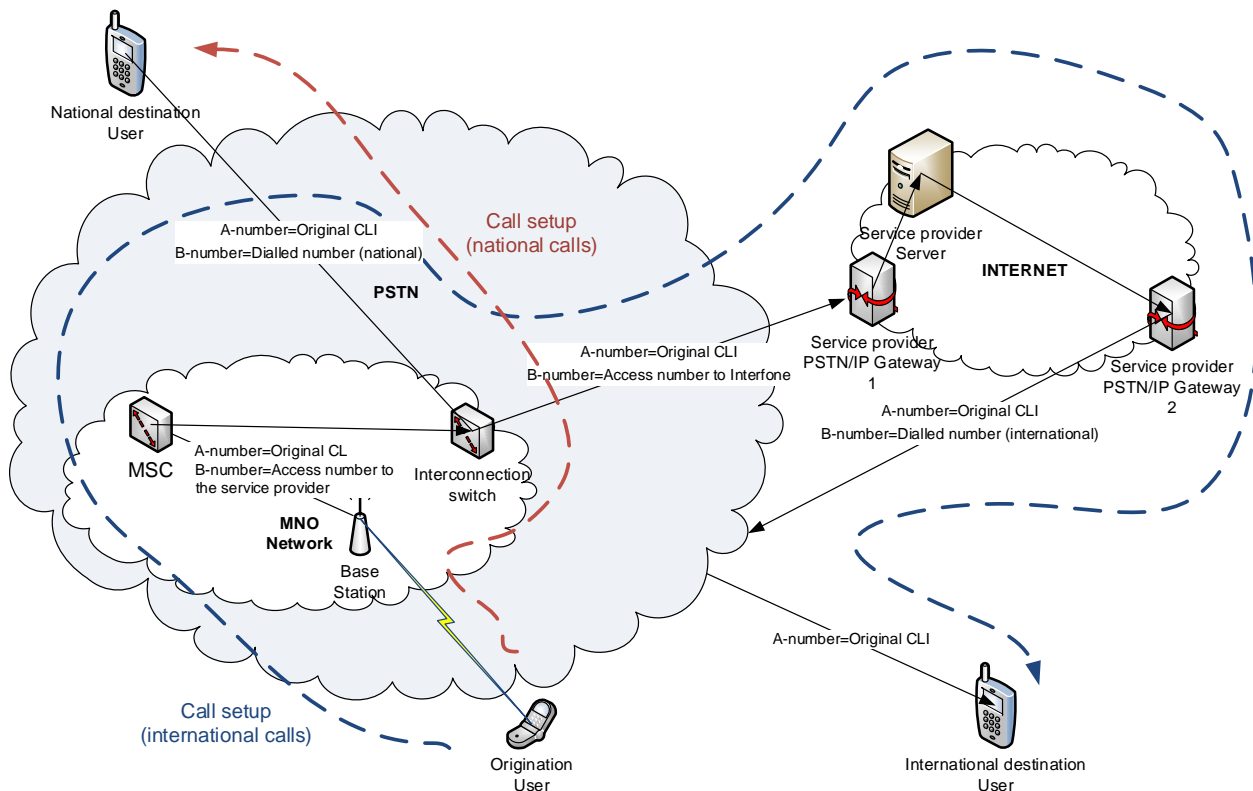 National destination
User
A-number=Original CLI
B-number=Dialled number (national)
Call setup
(national calls)
PSTN
Service provider
Server
INTERNET
Service provider
PSTN/IP Gateway
1
Service provider
PSTN/IP Gateway
2
A-number=Original CLI
B-number=Access number to Interfone
A-number=Original CLI
B-number=Dialled number (international)
MSC
A-number=Original CL
B-number=Access number to
the service provider
Interconnection
switch
MNO
Network
Base
Station
A-number=Original CLI
Call setup
(international calls)
Origination
User
International destination
User